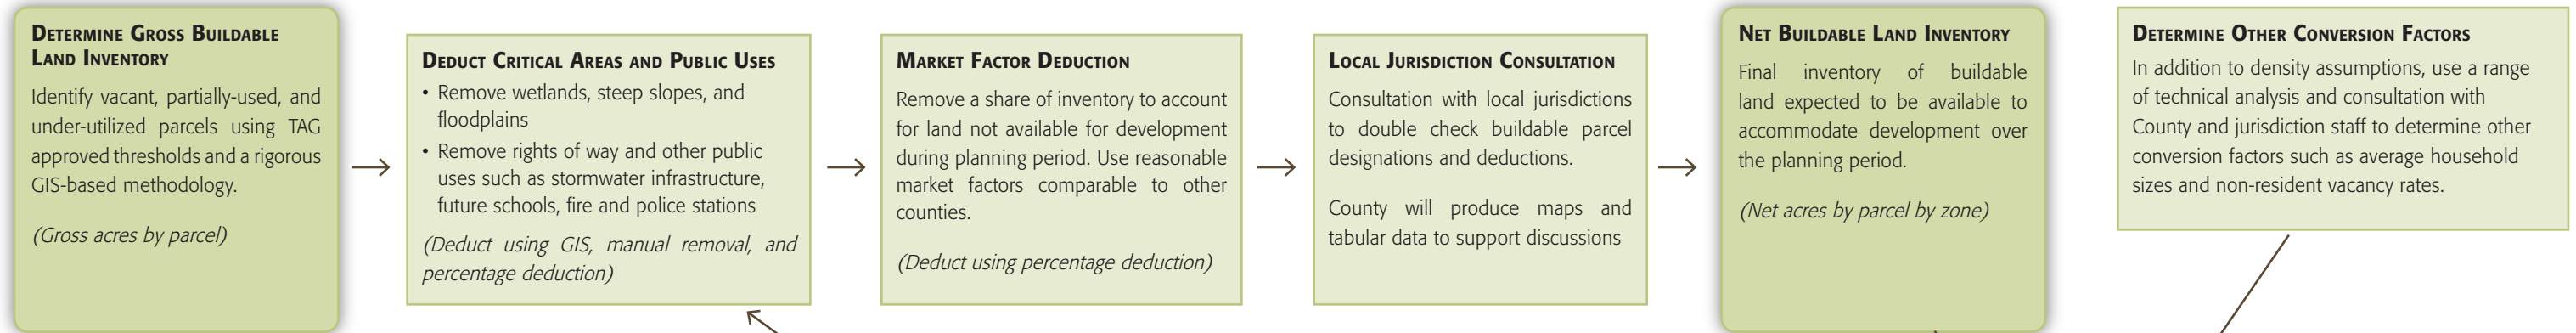 DETERMINE GROSS BUILDABLE
LAND INVENTORY
Identify vacant, partially-used, and
under-utilized parcels using TAG
approved thresholds and a rigorous
GIS-based methodology.
(Gross acres by parcel)
DEDUCT CRITICAL AREAS AND PUBLIC USES
• Remove wetlands, steep slopes, and
floodplains
• Remove rights of way and other public
uses such as stormwater infrastructure,
future schools, fire and police stations
(Deduct using GIS, manual removal, and
percentage deduction)
MARKET FACTOR DEDUCTION
Remove a share of inventory to account
for land not available for development
during planning period. Use reasonable
market factors comparable to other
counties.
(Deduct using percentage deduction)
LOCAL JURISDICTION CONSULTATION
Consultation with local jurisdictions
to double check buildable parcel
designations and deductions.
County will produce maps and
tabular data to support discussions
NET BUILDABLE LAND INVENTORY
Final inventory of buildable
land expected to be available to
accommodate development over
the planning period.
(Net acres by parcel by zone)
DETERMINE OTHER CONVERSION FACTORS
In addition to density assumptions, use a range
of technical analysis and consultation with
County and jurisdiction staff to determine other
conversion factors such as average household
sizes and non-resident vacancy rates.